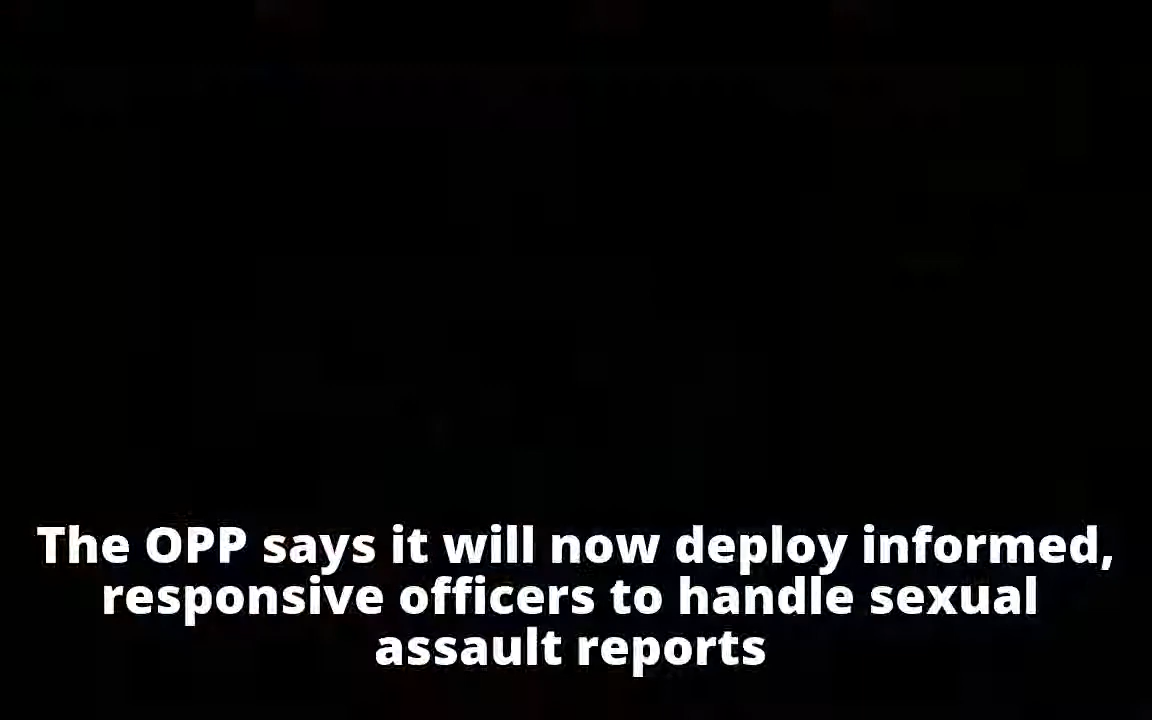 The OPP says it will now deploy informed,
responsive officers to handle sexual
assault reports